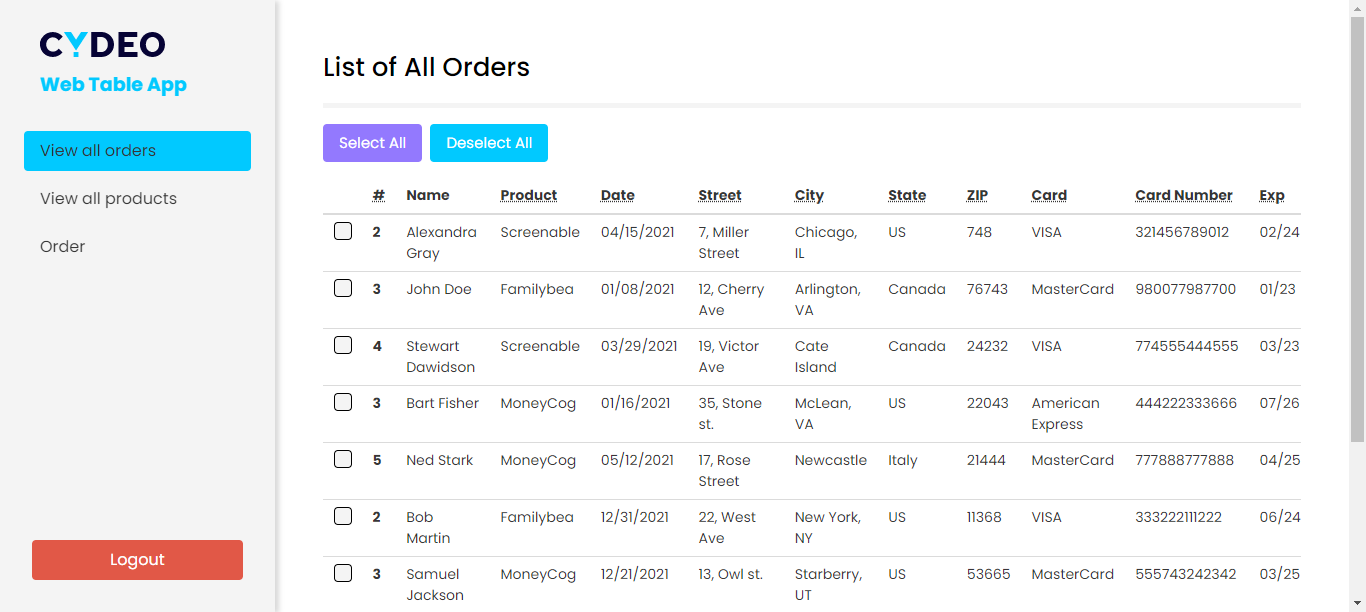 CYDEO
Web Table App
View all orders
View all products
Order
Logout
List of All Orders
Select All Deselect All
# Name Product Date Street City State ZIP Card Card Number Exp
2 Alexandra Gray Screenable 04/15/2021 7, Miller Street Chicago, IL US 748 VISA 321456789012 02/24
3 John Doe Familybea 01/08/2021 12, Cherry Ave Arlington, VA Canada 76743 MasterCard 980077987700 01/23
4 Stewart Dawidson Screenable 03/29/2021 19, Victor Ave Cate Island Canada 24232 VISA 774555444555 03/23
3 Bart Fisher MoneyCog 01/16/2021 35, Stone st. McLean, VA US 22043 American Express 444222333666 07/26
5 Ned Stark MoneyCog 05/12/2021 17, Rose Street Newcastle Italy 21444 MasterCard 777888777888 04/25
2 Bob Martin Familybea 12/31/2021 22, West Ave New York, NY US 11368 VISA 333222111222 06/24
3 Samuel Jackson MoneyCog 12/21/2021 13, Owl st. Starberry, UT US 53665 MasterCard 555743242342 03/25